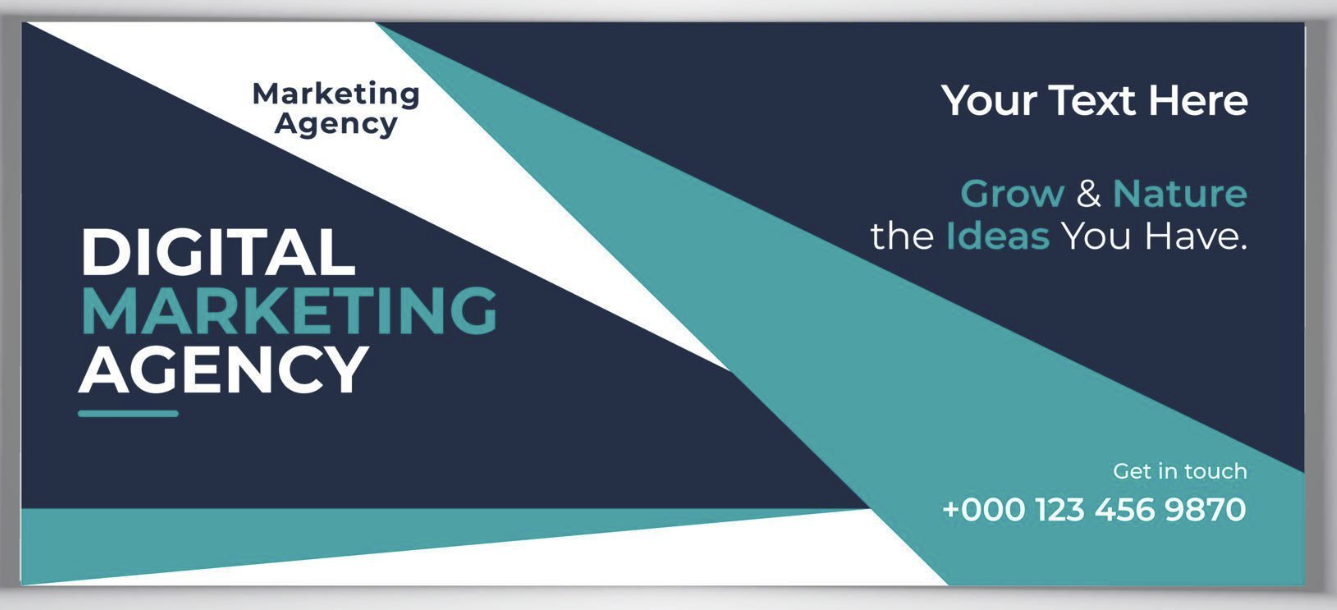 Marketing
Agency
DIGITAL
MARKETING
AGENCY
Your Text Here
Grow & Nature
the Ideas You Have.
Get in touch
+000 123 456 9870